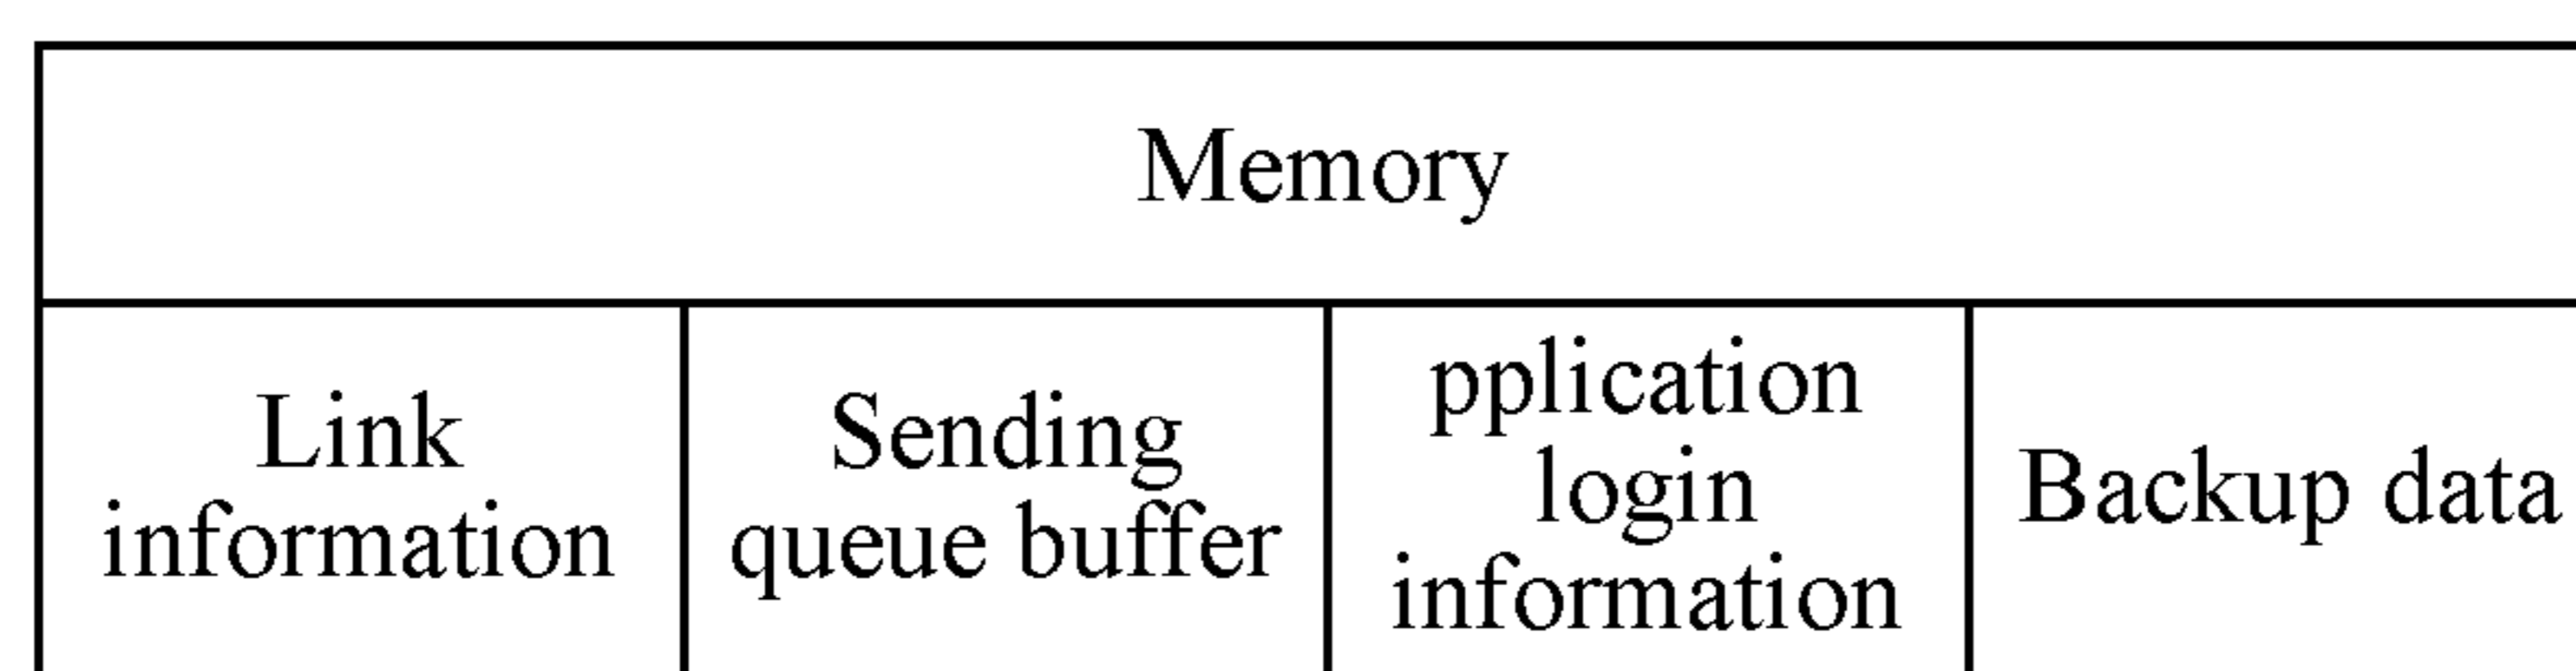 Memory
Link
information
Sending
queue buffer
pplication
login
information
Backup data